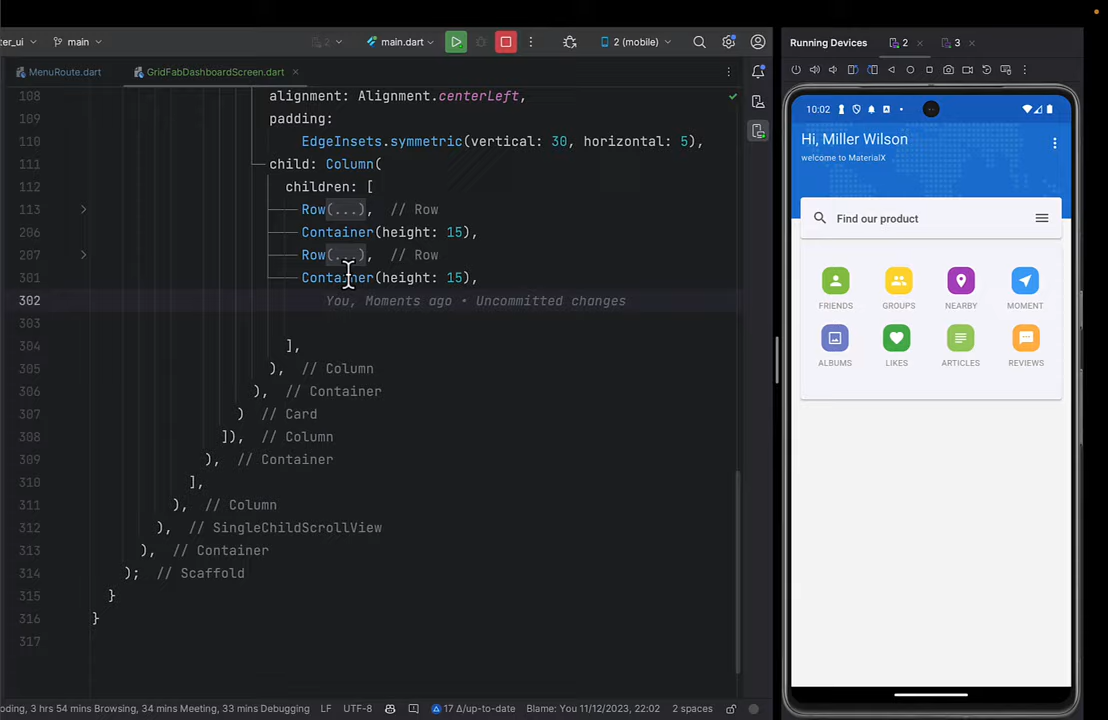 ter_ui
main
2
main.dart
2 (mobile)
Running Devices
2
3
MenuRoute.dart
GridFabDashboardScreen.dart
108 alignment: Alignment.centerLeft,
109 padding:
110 EdgeInsets.symmetric(vertical: 30, horizontal: 5),
111 child: Column(
112 children: [
113 Row(...), // Row
206 Container(height: 15),
207 Row(...), // Row
301 Container(height: 15),
302 You, Moments ago • Uncommitted changes
303
304 ],
305 ), // Column
306 ), // Container
307 ) // Card
308 ]), // Column
309 ), // Container
310 ],
311 ), // Column
312 ), // SingleChildScrollView
313 ), // Container
314 ); // Scaffold
315 }
316 }
317
10:02
Hi, Miller Wilson
welcome to MaterialX
Find our product
FRIENDS GROUPS NEARBY MOMENT
ALBUMS LIKES ARTICLES REVIEWS
oding, 3 hrs 54 mins Browsing, 34 mins Meeting, 33 mins Debugging LF UTF-8 17 Δ/up-to-date Blame: You 11/12/2023, 22:02 2 spaces